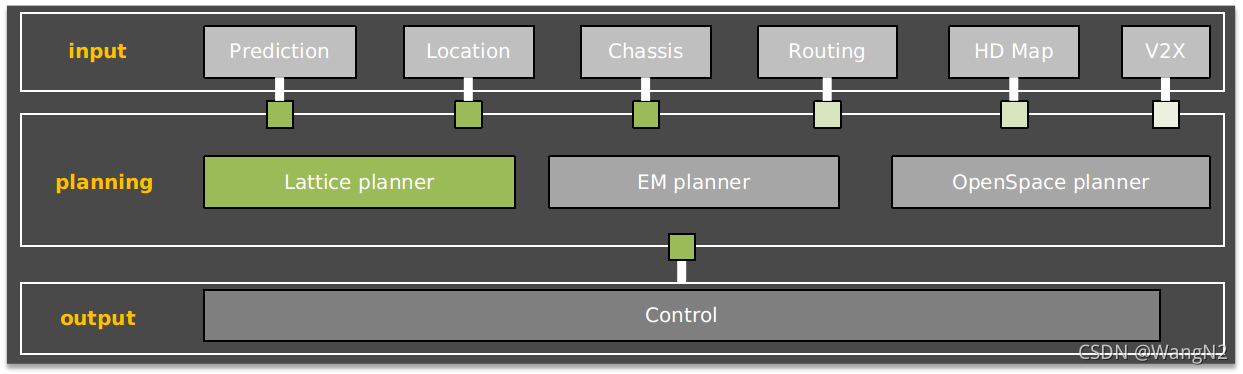 input
Prediction
Location
Chassis
Routing
HD Map
V2X
planning
Lattice planner
EM planner
OpenSpace planner
output
Control
CSDN @WangN2